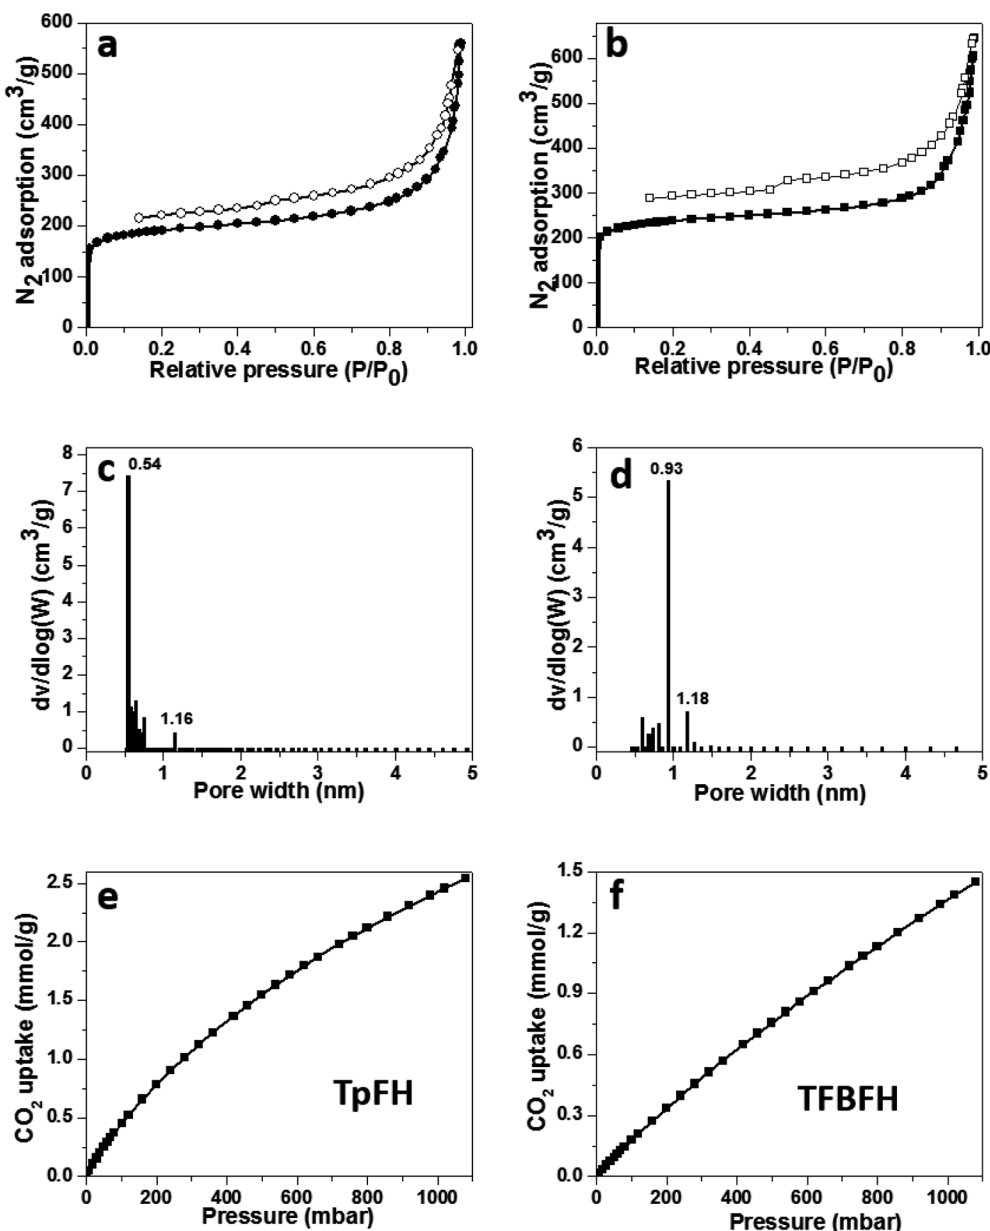 a
600
500
400
300
200
100
0
N2 adsorption (cm3/g)
0.0 0.2 0.4 0.6 0.8 1.0
Relative pressure (P/P0)
b
600
500
400
300
200
100
0
N2 adsorption (cm3/g)
0.0 0.2 0.4 0.6 0.8 1.0
Relative pressure (P/P0)
c
0.54
1.16
8
7
6
5
4
3
2
1
0
dv/dlog(W) (cm3/g)
0 1 2 3 4 5
Pore width (nm)
d
0.93
1.18
6
5
4
3
2
1
0
dv/dlog(W) (cm3/g)
0 1 2 3 4 5
Pore width (nm)
e
2.5
2.0
1.5
1.0
0.5
0.0
CO2 uptake (mmol/g)
TpFH
0 200 400 600 800 1000
Pressure (mbar)
f
1.5
1.2
0.9
0.6
0.3
0.0
CO2 uptake (mmol/g)
TFBFH
0 200 400 600 800 1000
Pressure (mbar)